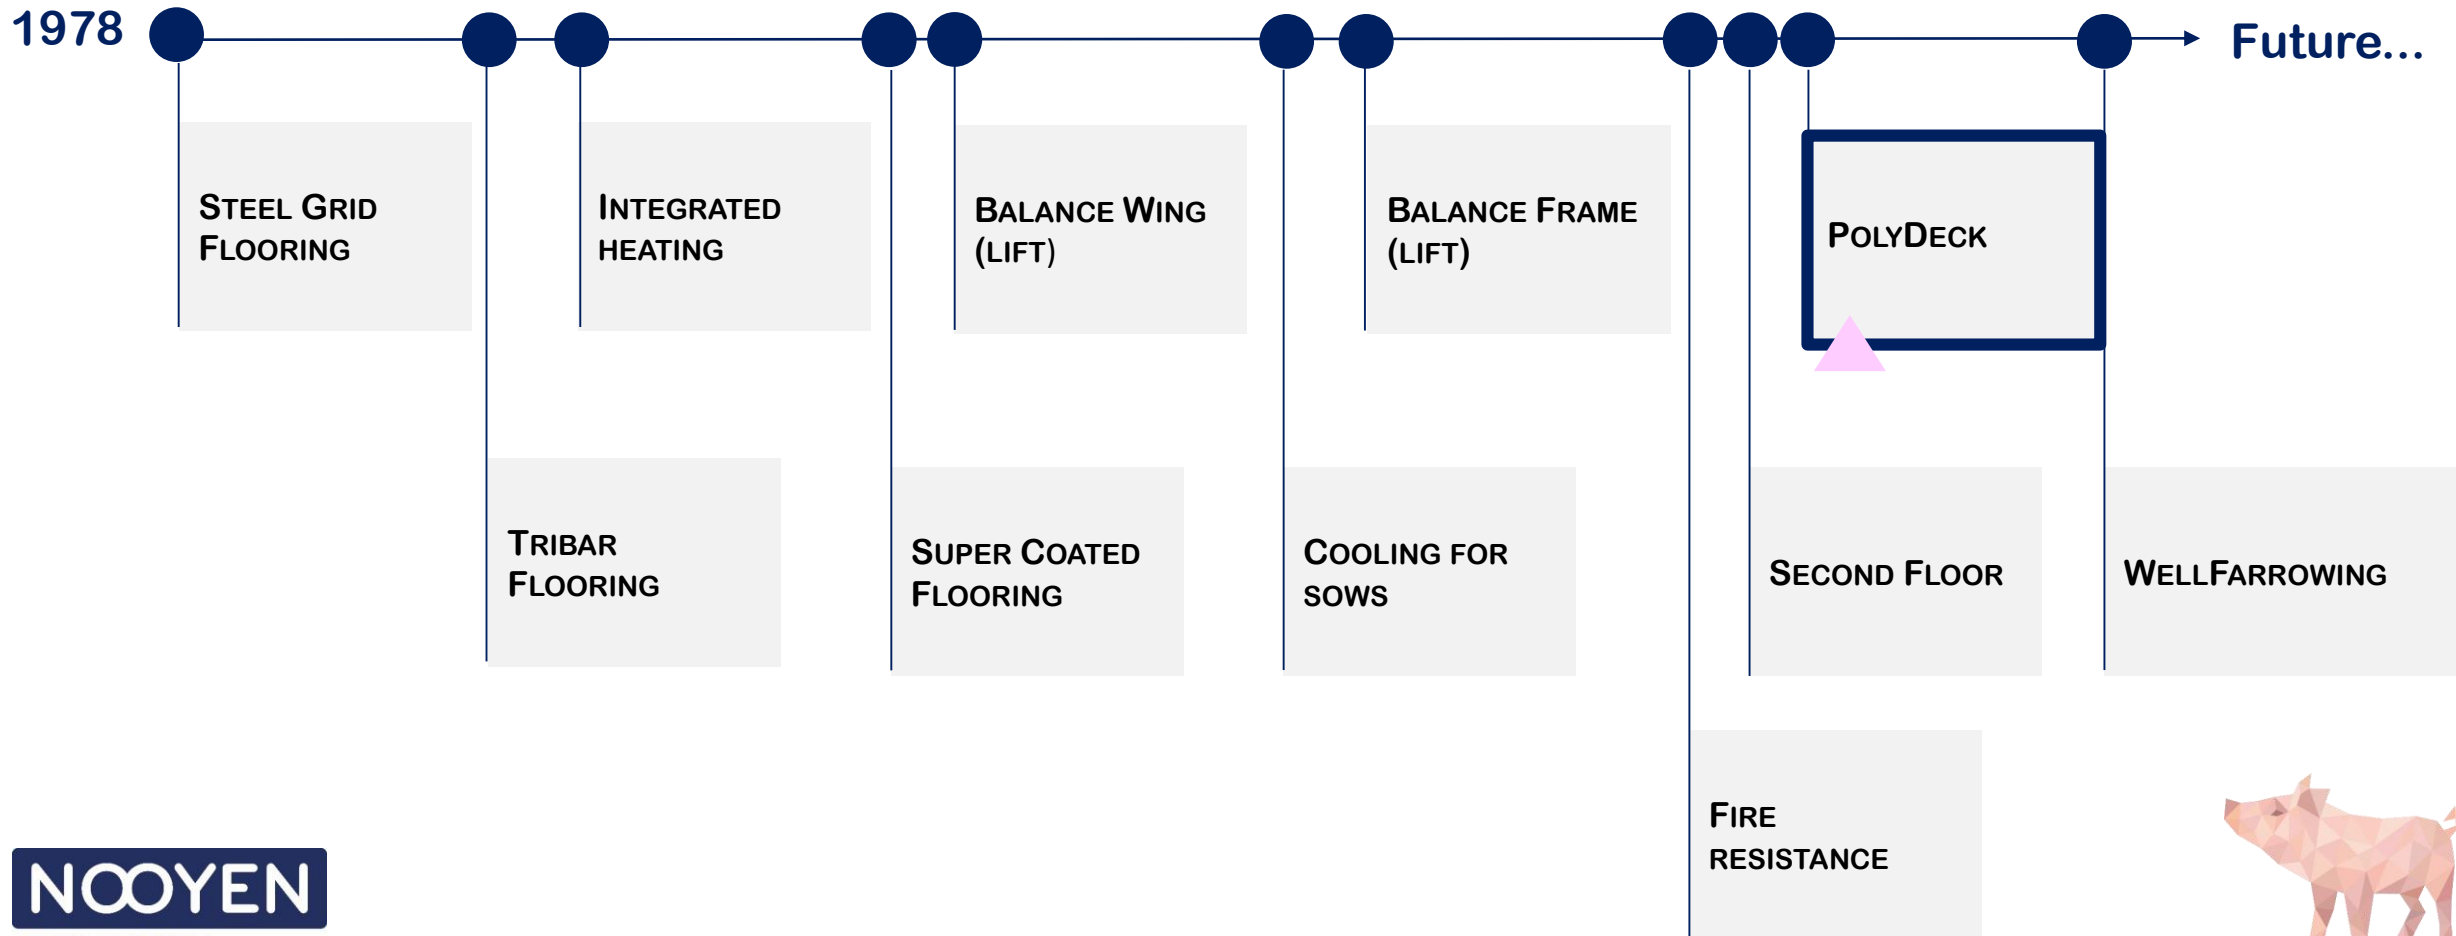 1978
Future...
STEEL GRID
FLOORING
INTEGRATED
HEATING
BALANCE WING
(LIFT)
BALANCE FRAME
(LIFT)
POLYDECK
TRIBAR
FLOORING
SUPER COATED
FLOORING
COOLING FOR
SOWS
SECOND FLOOR
WELLFARROWING
FIRE
RESISTANCE
NOOYEN